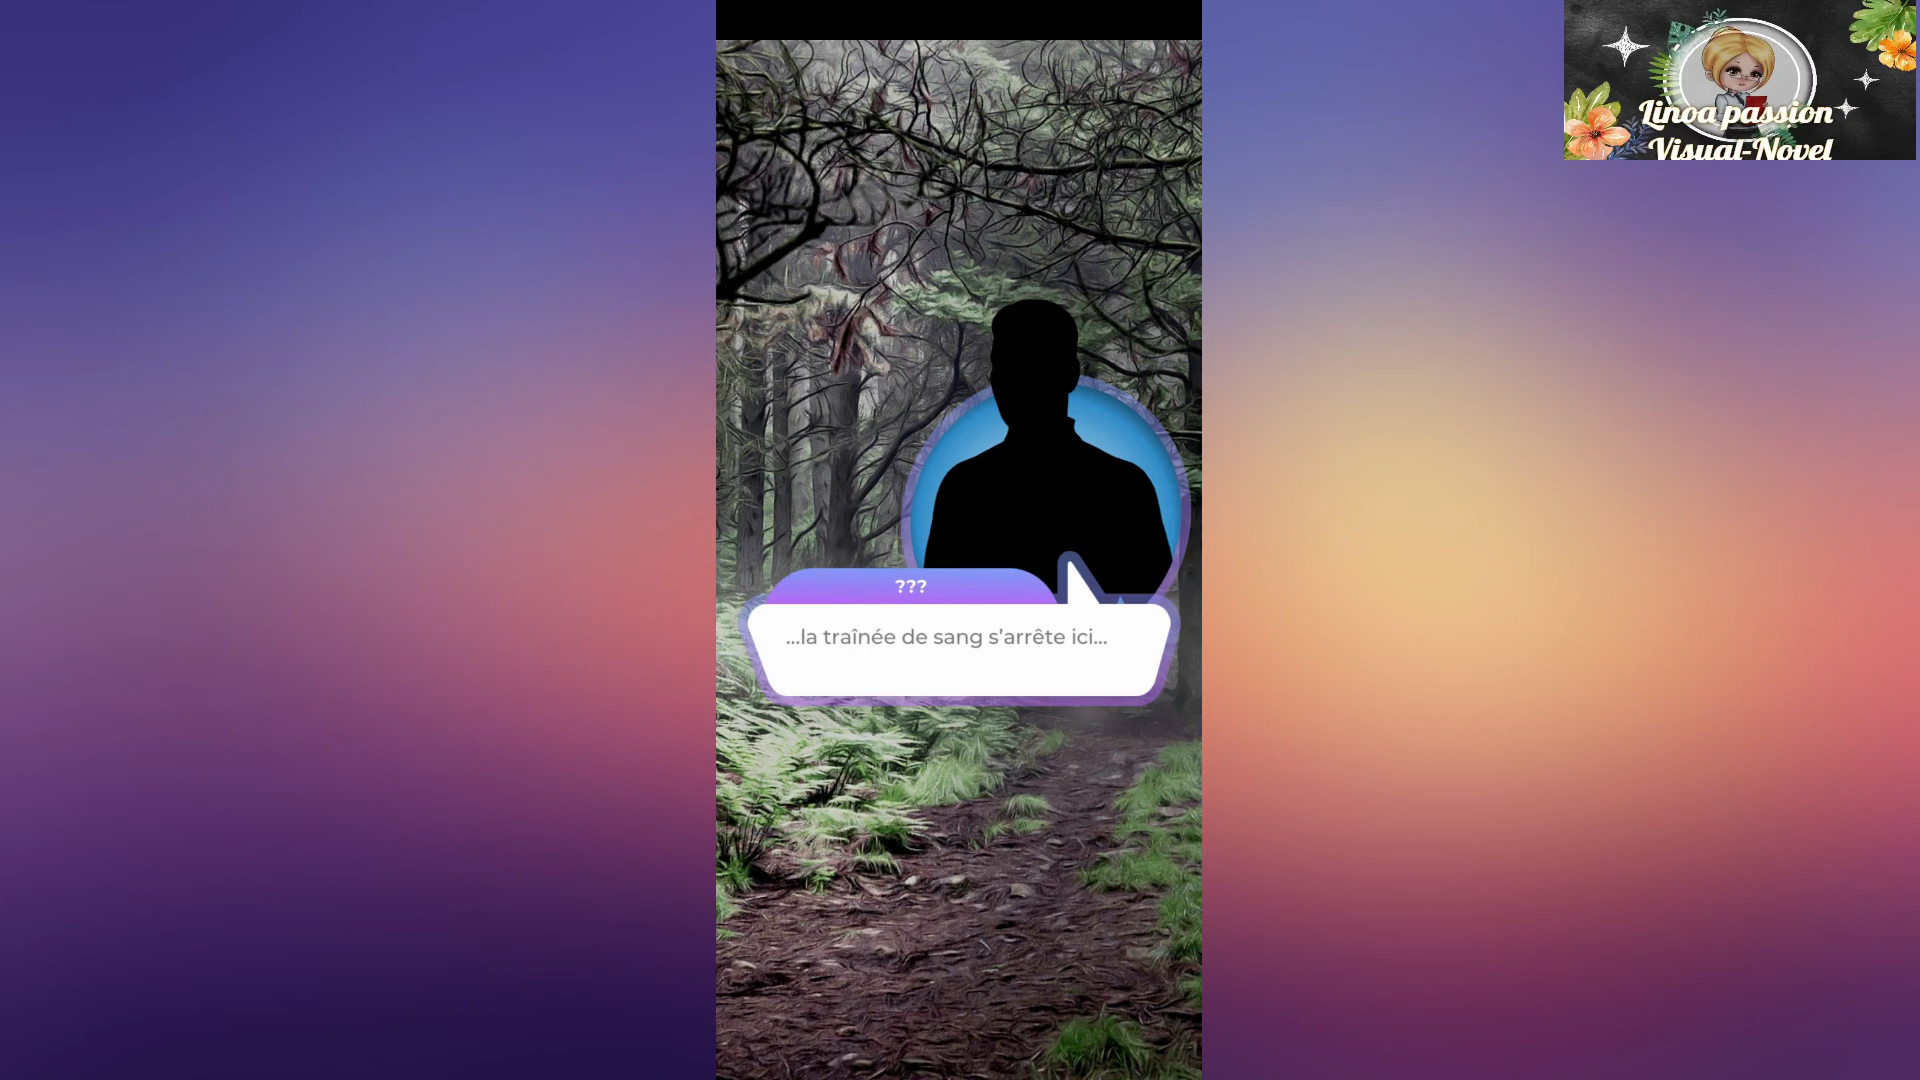 Linoa passion
Visual-Novel
???
...la traînée de sang s’arrête ici...